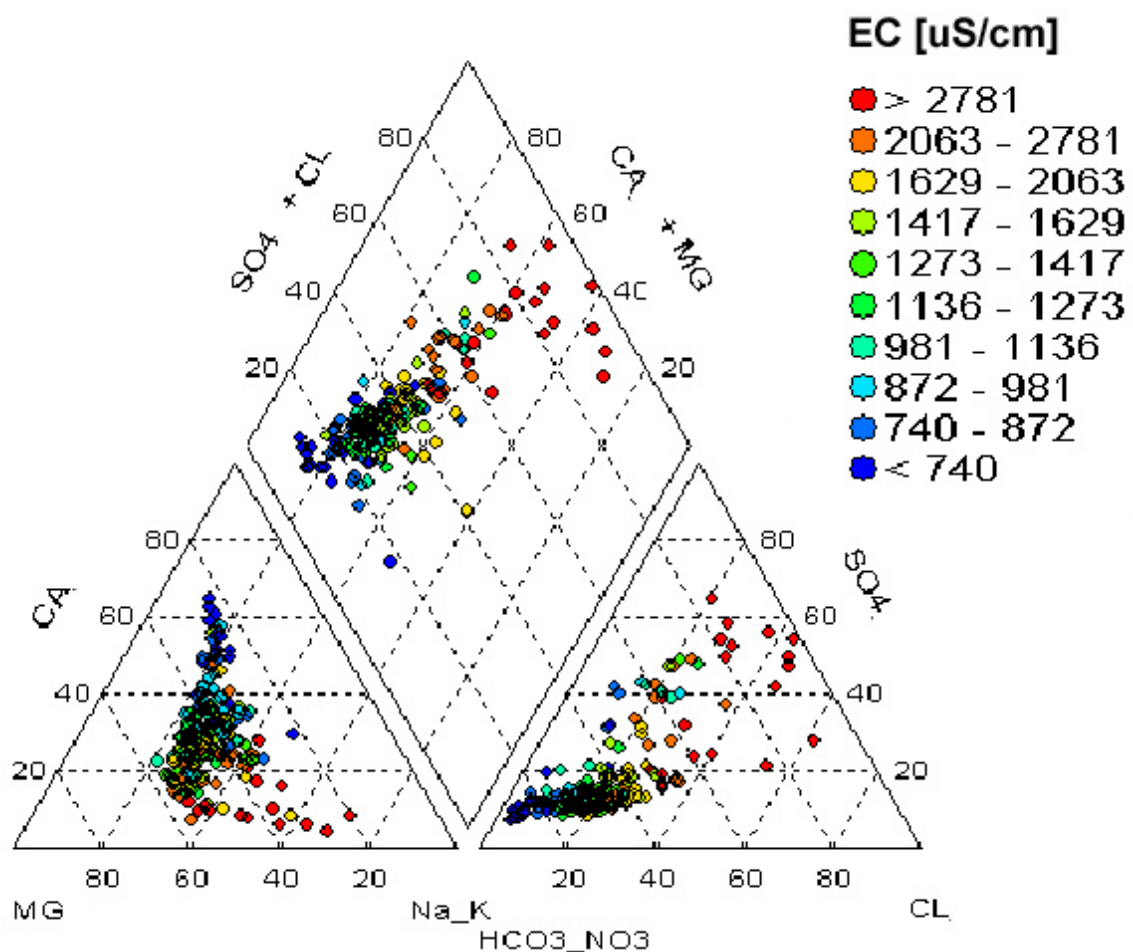 EC [uS/cm]
> 2781
2063 - 2781
1629 - 2063
1417 - 1629
1273 - 1417
1136 - 1273
981 - 1136
872 - 981
740 - 872
< 740
80 80
SO4 + CL
CA + MG
60 60
40 40
20 20
80 80
CA
SO4
60 60
40 40
20 20
80 60 40 20 20 40 60 80
MG Na_K CL
HCO3_NO3